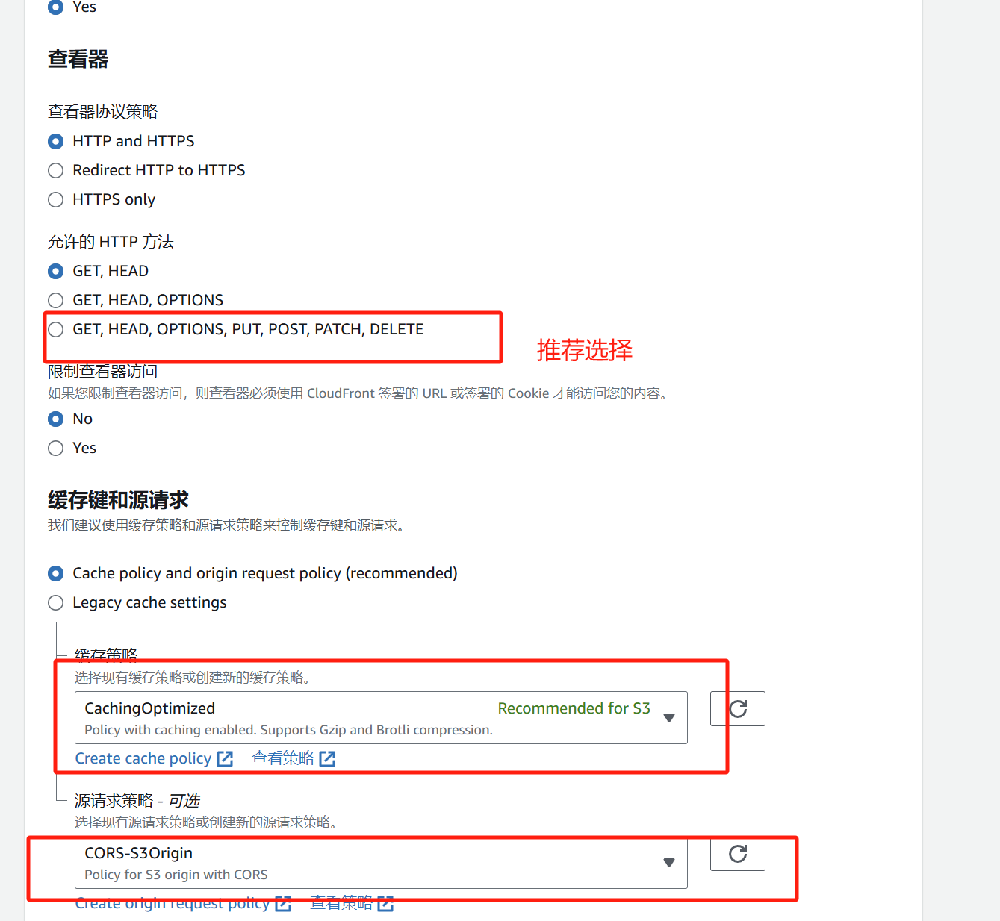 Yes
查看器
查看器协议策略
HTTP and HTTPS
Redirect HTTP to HTTPS
HTTPS only
允许的 HTTP 方法
GET, HEAD
GET, HEAD, OPTIONS
GET, HEAD, OPTIONS, PUT, POST, PATCH, DELETE
推荐选择
限制查看器访问
如果您限制查看器访问，则查看器必须使用 CloudFront 签署的 URL 或签署的 Cookie 才能访问您的内容。
No
Yes
缓存键和源请求
我们建议使用缓存策略和源请求策略来控制缓存键和源请求。
Cache policy and origin request policy (recommended)
Legacy cache settings
缓存策略
选择现有缓存策略或创建新的缓存策略。
CachingOptimized Recommended for S3
Policy with caching enabled. Supports Gzip and Brotli compression.
Create cache policy 查看策略
源请求策略 - 可选
选择现有源请求策略或创建新的源请求策略。
CORS-S3Origin
Policy for S3 origin with CORS
Create origin request policy 查看策略